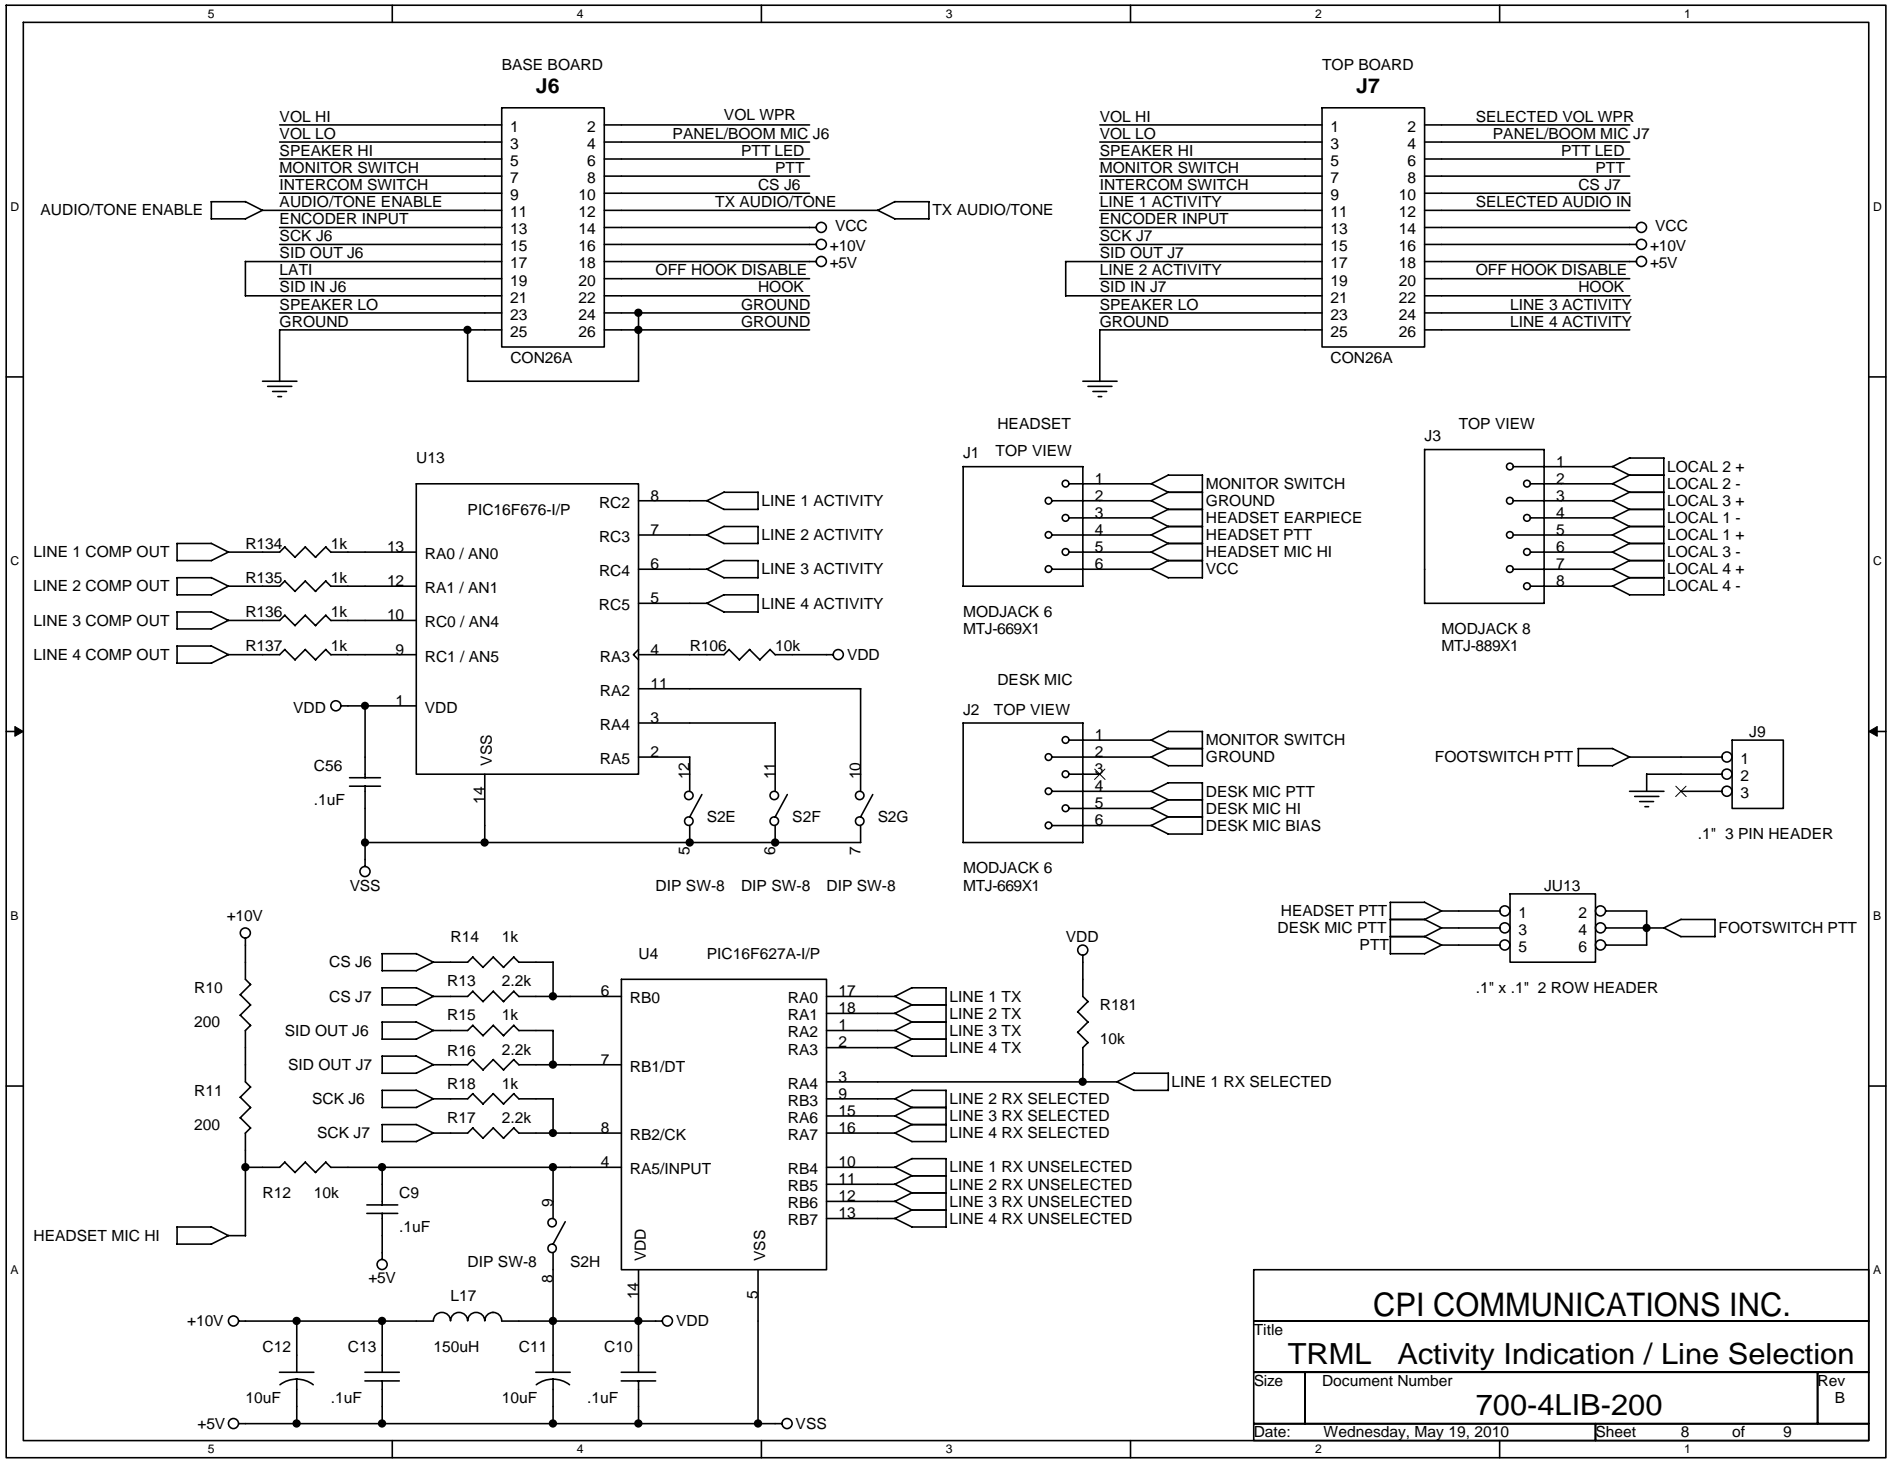 5 4 3 2 1
BASE BOARD
J6
VOL HI 1 2 VOL WPR
VOL LO 3 4 PANEL/BOOM MIC J6
SPEAKER HI 5 6 PTT LED
MONITOR SWITCH 7 8 PTT
INTERCOM SWITCH 9 10 CS J6
AUDIO/TONE ENABLE AUDIO/TONE ENABLE 11 12 TX AUDIO/TONE TX AUDIO/TONE
ENCODER INPUT 13 14 VCC
SCK J6 15 16 +10V
SID OUT J6 17 18 +5V
LATI 19 20 OFF HOOK DISABLE
SID IN J6 21 22 HOOK
SPEAKER LO 23 24 GROUND
GROUND 25 26 GROUND
CON26A
TOP BOARD
J7
VOL HI 1 2 SELECTED VOL WPR
VOL LO 3 4 PANEL/BOOM MIC J7
SPEAKER HI 5 6 PTT LED
MONITOR SWITCH 7 8 PTT
INTERCOM SWITCH 9 10 CS J7
LINE 1 ACTIVITY 11 12 SELECTED AUDIO IN
ENCODER INPUT 13 14 VCC
SCK J7 15 16 +10V
SID OUT J7 17 18 +5V
LINE 2 ACTIVITY 19 20 OFF HOOK DISABLE
SID IN J7 21 22 HOOK
SPEAKER LO 23 24 LINE 3 ACTIVITY
GROUND 25 26 LINE 4 ACTIVITY
CON26A
D D
U13
PIC16F676-I/P
RC2 8 LINE 1 ACTIVITY
RC3 7 LINE 2 ACTIVITY
RC4 6 LINE 3 ACTIVITY
RC5 5 LINE 4 ACTIVITY
LINE 1 COMP OUT R134 1k 13 RA0 / AN0
LINE 2 COMP OUT R135 1k 12 RA1 / AN1
LINE 3 COMP OUT R136 1k 10 RC0 / AN4
LINE 4 COMP OUT R137 1k 9 RC1 / AN5
RA3 4 R106 10k VDD
RA2 11
RA4 3
RA5 2
VDD 1 VDD
VSS
14
C56
.1uF
VSS
12 11 10
S2E S2F S2G
5 6 7
DIP SW-8 DIP SW-8 DIP SW-8
HEADSET
J1 TOP VIEW
1 MONITOR SWITCH
2 GROUND
3 HEADSET EARPIECE
4 HEADSET PTT
5 HEADSET MIC HI
6 VCC
MODJACK 6
MTJ-669X1
TOP VIEW
J3
1 LOCAL 2 +
2 LOCAL 2 -
3 LOCAL 3 +
4 LOCAL 1 -
5 LOCAL 1 +
6 LOCAL 3 -
7 LOCAL 4 +
8 LOCAL 4 -
MODJACK 8
MTJ-889X1
C C
DESK MIC
J2 TOP VIEW
1 MONITOR SWITCH
2 GROUND
3
4 DESK MIC PTT
5 DESK MIC HI
6 DESK MIC BIAS
MODJACK 6
MTJ-669X1
J9
FOOTSWITCH PTT 1
2
3
.1" 3 PIN HEADER
JU13
HEADSET PTT 1 2
DESK MIC PTT 3 4 FOOTSWITCH PTT
PTT 5 6
.1" x .1" 2 ROW HEADER
B B
+10V
R10
200
R11
200
R12 10k
HEADSET MIC HI
C9
.1uF
+5V
CS J6 R14 1k
CS J7 R13 2.2k 6 RB0
SID OUT J6 R15 1k
SID OUT J7 R16 2.2k 7 RB1/DT
SCK J6 R18 1k
SCK J7 R17 2.2k 8 RB2/CK
4 RA5/INPUT
U4 PIC16F627A-I/P
RA0 17 LINE 1 TX
RA1 18 LINE 2 TX
RA2 1 LINE 3 TX
RA3 2 LINE 4 TX
RA4 3 LINE 1 RX SELECTED
RB3 9 LINE 2 RX SELECTED
RA6 15 LINE 3 RX SELECTED
RA7 16 LINE 4 RX SELECTED
RB4 10 LINE 1 RX UNSELECTED
RB5 11 LINE 2 RX UNSELECTED
RB6 12 LINE 3 RX UNSELECTED
RB7 13 LINE 4 RX UNSELECTED
VDD VSS
14 5
VDD
R181
10k
9
DIP SW-8 S2H
8
L17
150uH
+10V VDD
C12 C13 C11 C10
10uF .1uF 10uF .1uF
+5V VSS
A A
CPI COMMUNICATIONS INC.
Title
TRML Activity Indication / Line Selection
Size Document Number Rev
700-4LIB-200 B
Date: Wednesday, May 19, 2010 Sheet 8 of 9
5 4 3 2 1